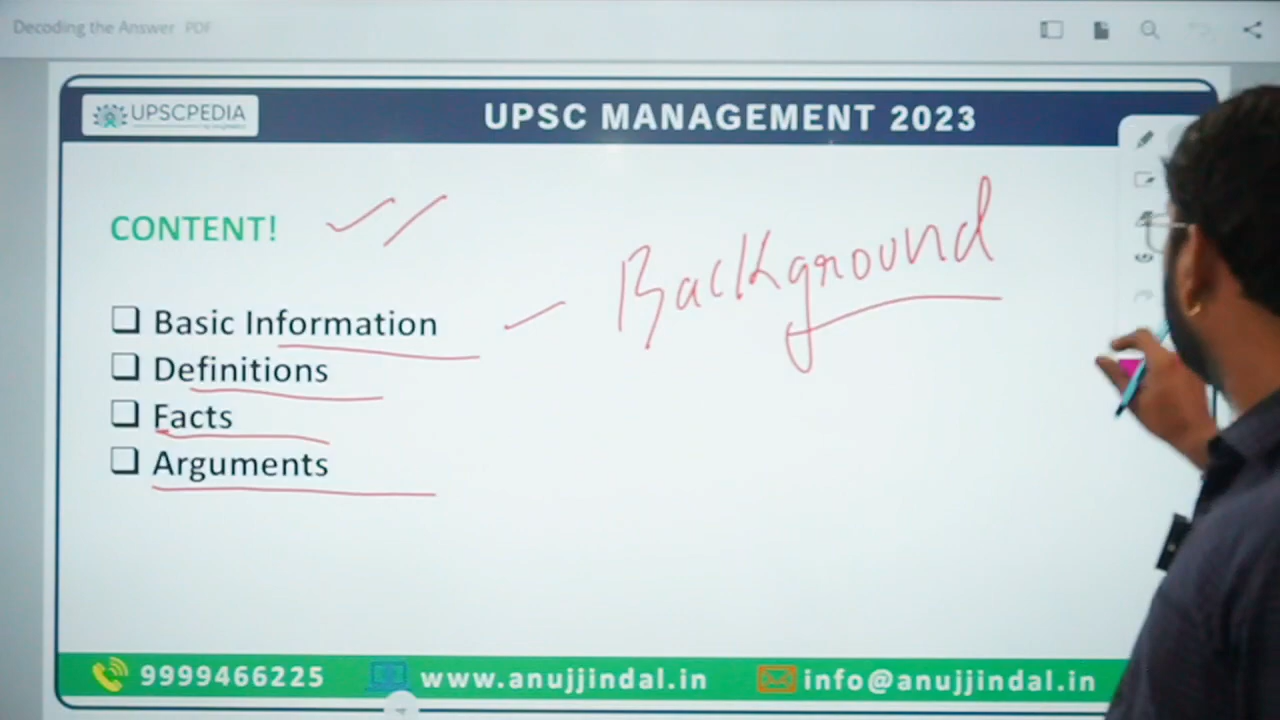 Decoding the Answer PDF
UPSCPEDIA
UPSC MANAGEMENT 2023
CONTENT!
Background
Basic Information
Definitions
Facts
Arguments
9999466225
www.anujjindal.in
info@anujjindal.in